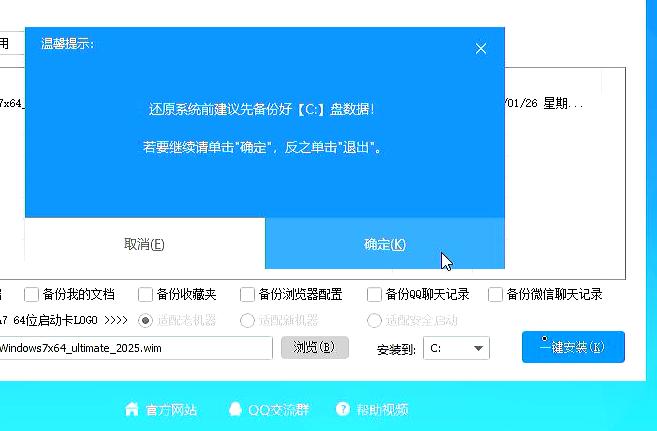 用
温馨提示:
还原系统前建议先备份好【C:】盘数据!
若要继续请单击"确定", 反之单击"退出"。
取消(E)
确定(K)
7x64_
/01/26 星期...
备份我的文档
备份收藏夹
备份浏览器配置
备份QQ聊天记录
备份微信聊天记录
7 64位启动卡LOGO >>>>
适配老机器
适配新机器
适配安全启动
Windows7x64_ultimate_2025.wim
浏览(B)
安装到:
C:
一键安装(K)
官方网站
QQ交流群
帮助视频